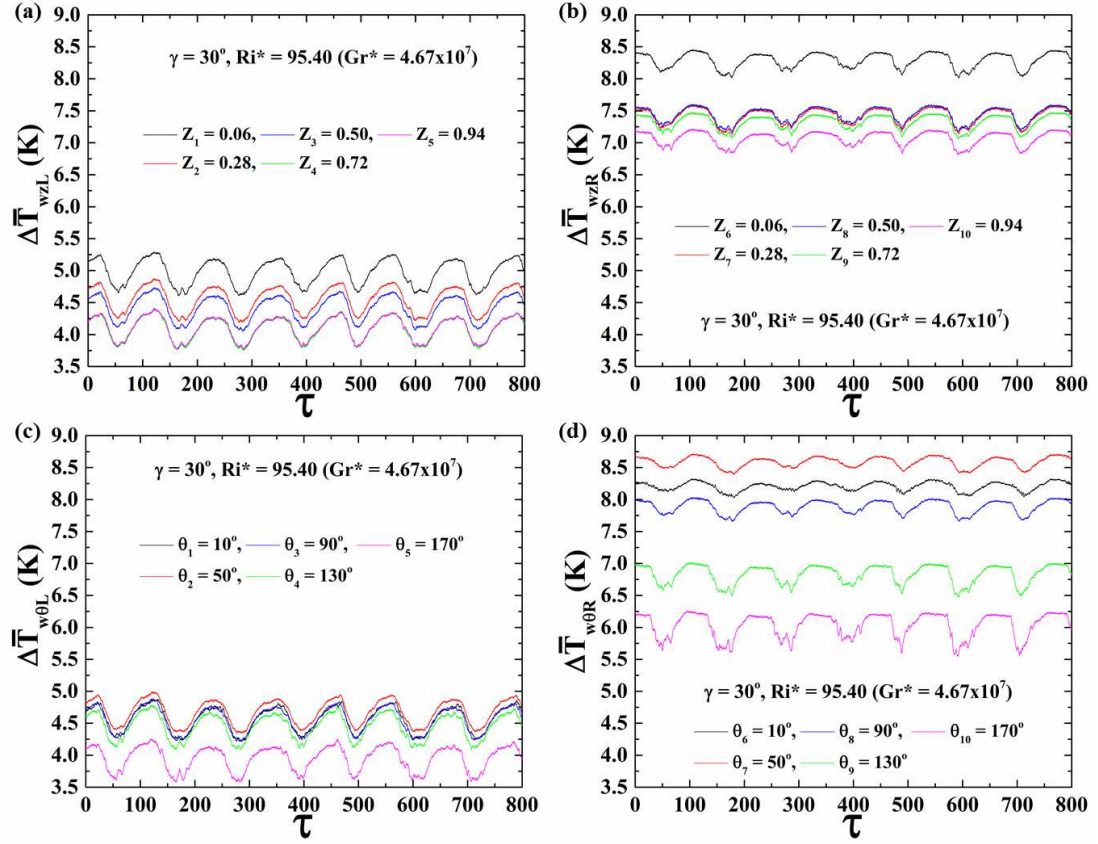 (a)
γ = 30°, Ri* = 95.40 (Gr* = 4.67x10⁷)
Z₁ = 0.06, Z₃ = 0.50, Z₅ = 0.94
Z₂ = 0.28, Z₄ = 0.72
ΔT̿wzL (K)
9.0
8.5
8.0
7.5
7.0
6.5
6.0
5.5
5.0
4.5
4.0
3.5
0 100 200 300 400 500 600 700 800
τ
(b)
ΔT̿wzR (K)
9.0
8.5
8.0
7.5
7.0
6.5
6.0
5.5
5.0
4.5
4.0
3.5
Z₆ = 0.06, Z₈ = 0.50, Z₁₀ = 0.94
Z₇ = 0.28, Z₉ = 0.72
γ = 30°, Ri* = 95.40 (Gr* = 4.67x10⁷)
0 100 200 300 400 500 600 700 800
τ
(c)
γ = 30°, Ri* = 95.40 (Gr* = 4.67x10⁷)
θ₁ = 10°, θ₃ = 90°, θ₅ = 170°
θ₂ = 50°, θ₄ = 130°
ΔT̿wθL (K)
9.0
8.5
8.0
7.5
7.0
6.5
6.0
5.5
5.0
4.5
4.0
3.5
0 100 200 300 400 500 600 700 800
τ
(d)
ΔT̿wθR (K)
9.0
8.5
8.0
7.5
7.0
6.5
6.0
5.5
5.0
4.5
4.0
3.5
γ = 30°, Ri* = 95.40 (Gr* = 4.67x10⁷)
θ₆ = 10°, θ₈ = 90°, θ₁₀ = 170°
θ₇ = 50°, θ₉ = 130°
0 100 200 300 400 500 600 700 800
τ